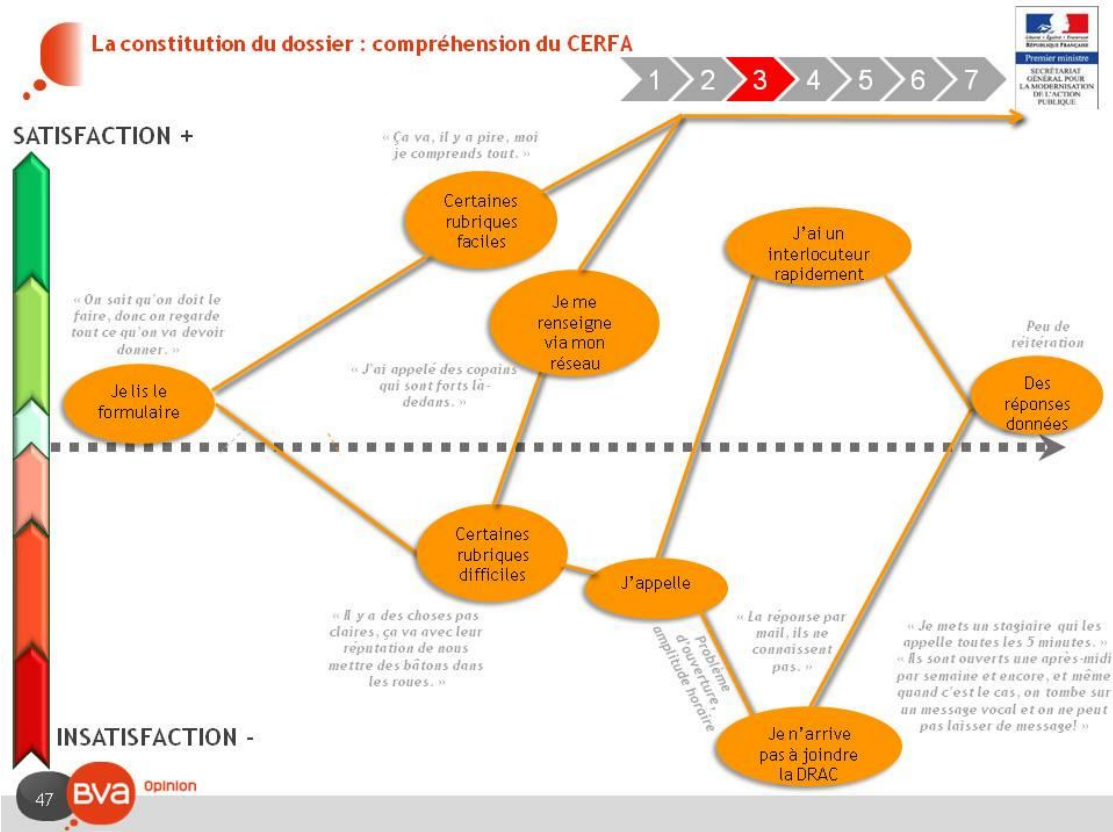 La constitution du dossier : compréhension du CERFA
1
2
3
4
5
6
7
Liberté • Égalité • Fraternité
RÉPUBLIQUE FRANÇAISE
Premier ministre
SECRÉTARIAT
GÉNÉRAL POUR
LA MODERNISATION
DE L'ACTION
PUBLIQUE
SATISFACTION +
« Ça va, il y a pire, moi
je comprends tout. »
Certaines
rubriques
faciles
J'ai un
interlocuteur
rapidement
« On sait qu'on doit le
faire, donc on regarde
tout ce qu'on va devoir
donner. »
Je me
renseigne
via mon
réseau
Peu de
réitération
« J'ai appelé des copains
qui sont forts là-
dedans. »
Je lis le
formulaire
Des
réponses
données
Certaines
rubriques
difficiles
J'appelle
« Il y a des choses pas
claires, ça va avec leur
réputation de nous
mettre des bâtons dans
les roues. »
Problème
d'ouverture,
amplitude horaire
« La réponse par
mail, ils ne
connaissent
pas. »
« Je mets un stagiaire qui les
appelle toutes les 5 minutes. »
« Ils sont ouverts une après-midi
par semaine et encore, et même
quand c'est le cas, on tombe sur
un message vocal et on ne peut
pas laisser de message! »
Je n'arrive
pas à joindre
la DRAC
INSATISFACTION -
47
BVA
Opinion